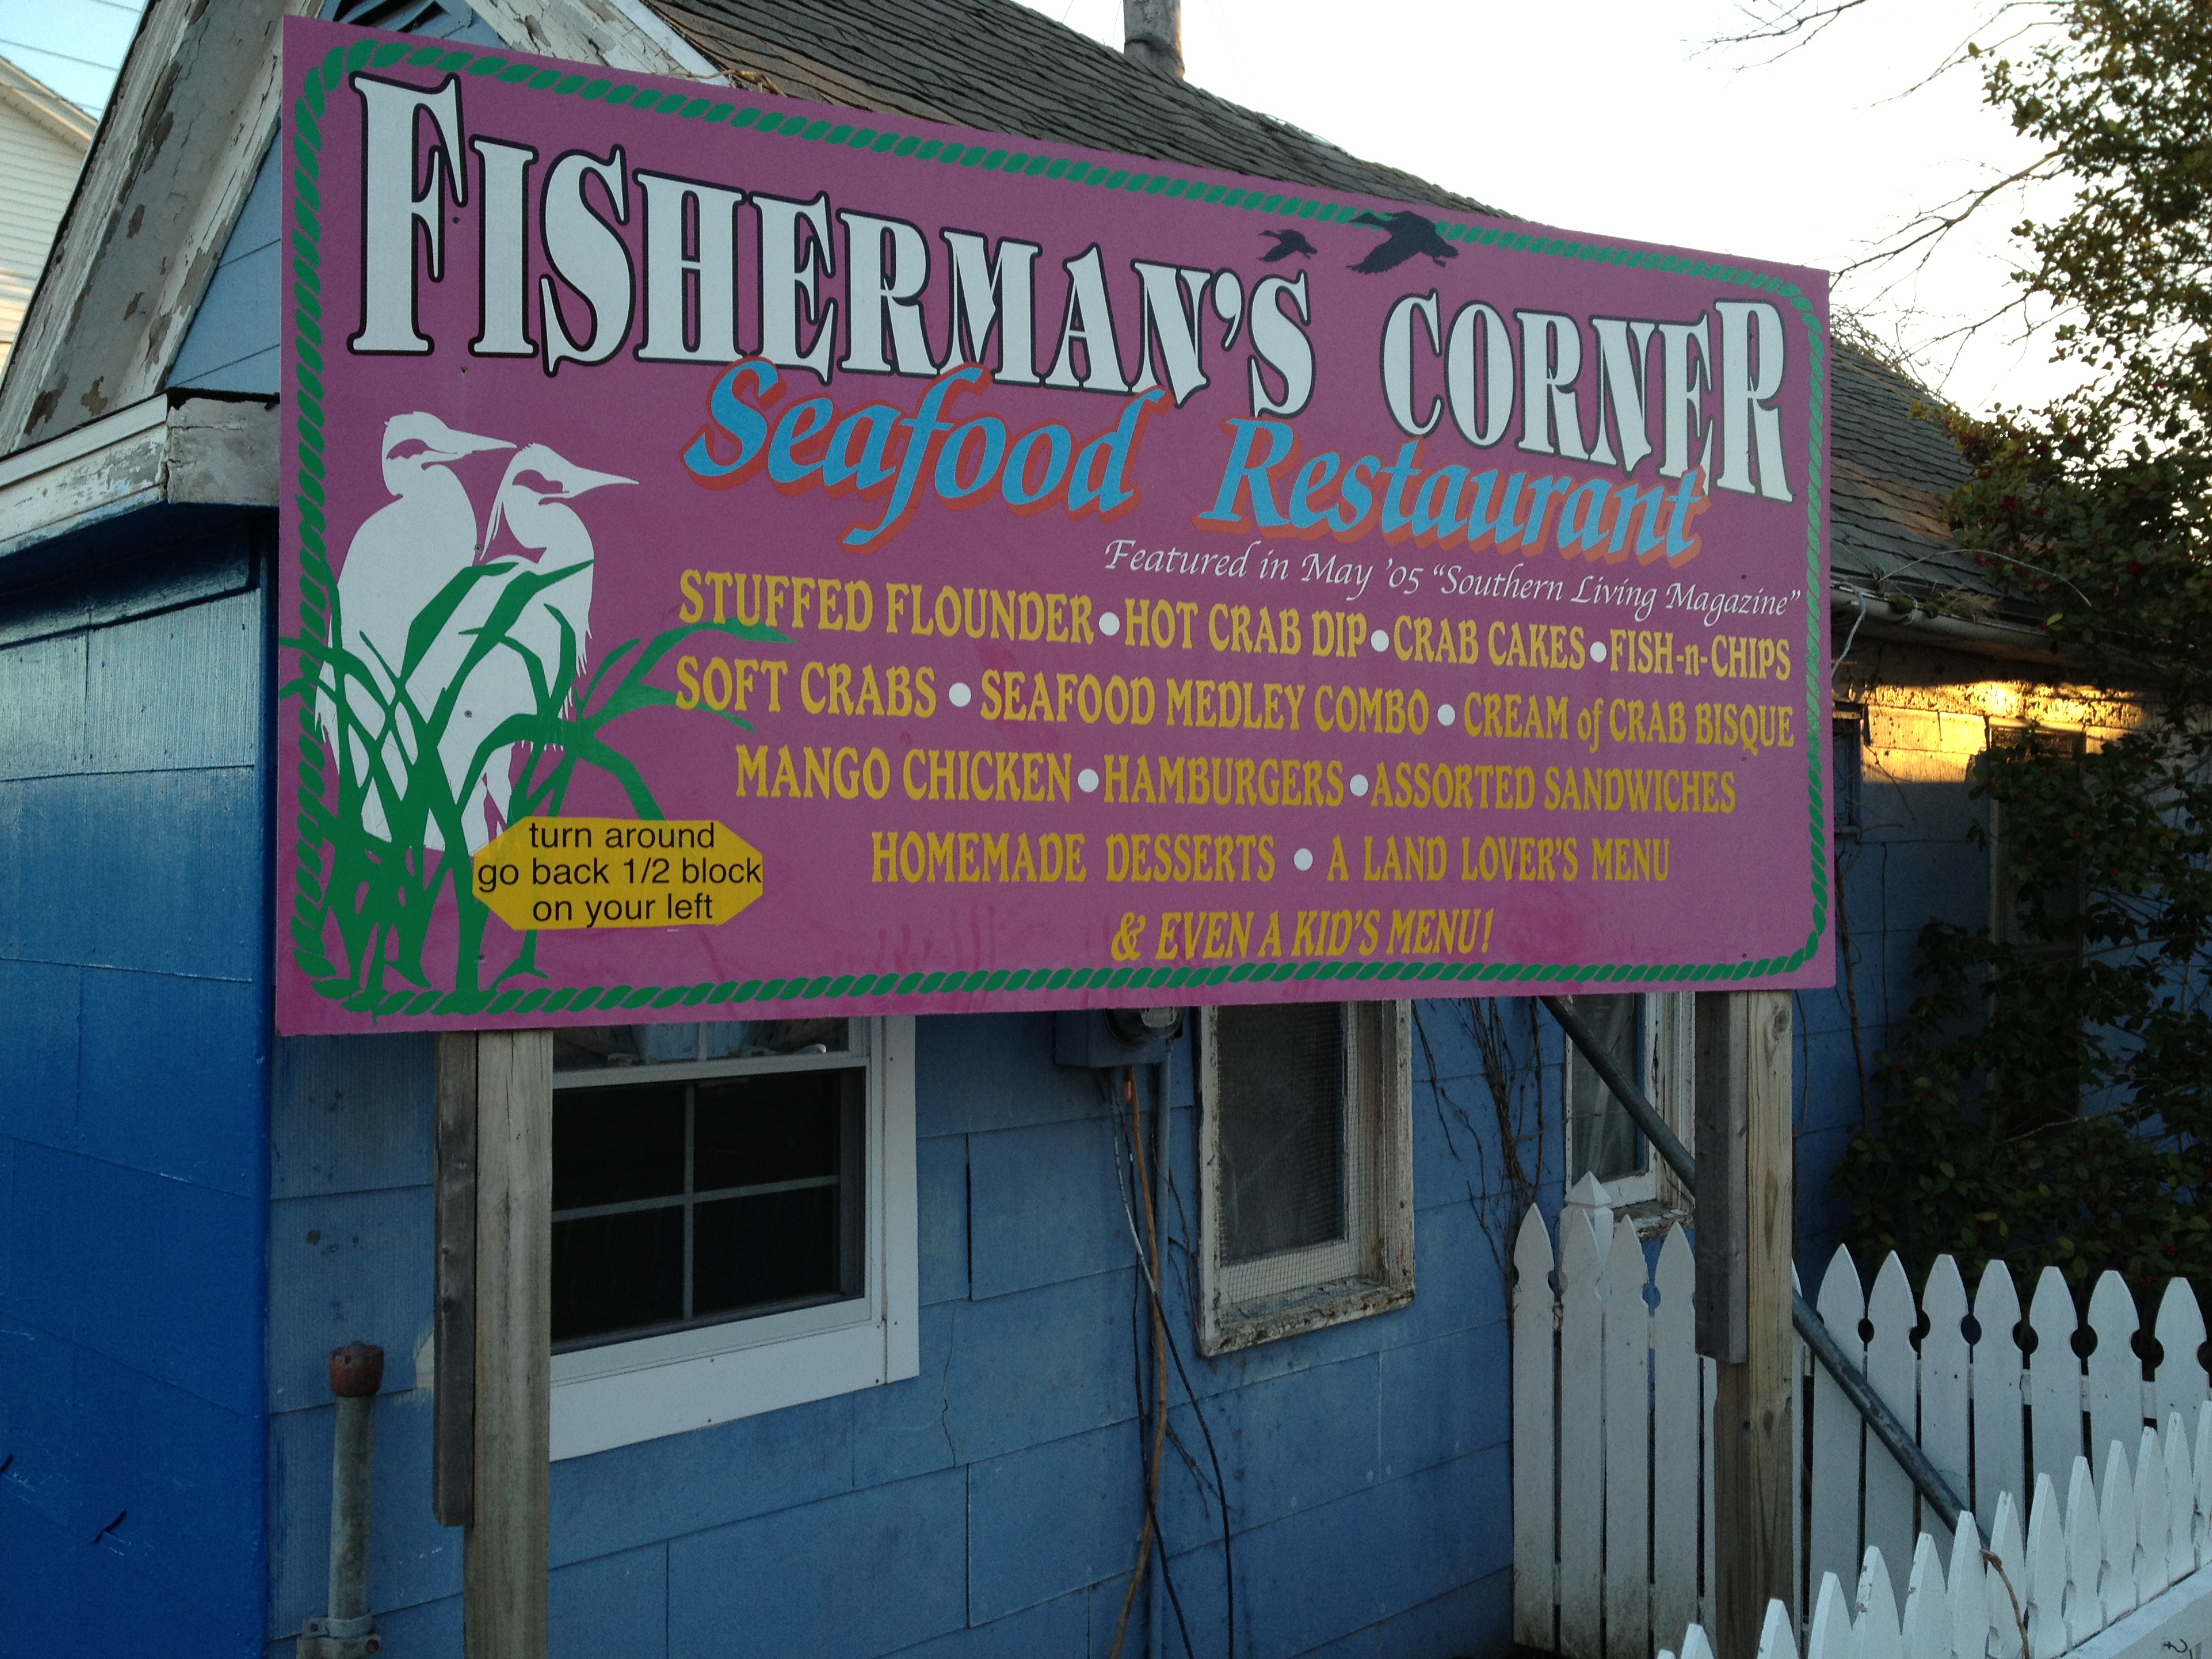 FISHERMAN'S CORNER
Seafood Restaurant
Featured in May '05 “Southern Living Magazine”
STUFFED FLOUNDER • HOT CRAB DIP • CRAB CAKES • FISH-n-CHIPS
SOFT CRABS • SEAFOOD MEDLEY COMBO • CREAM of CRAB BISQUE
MANGO CHICKEN • HAMBURGERS • ASSORTED SANDWICHES
HOMEMADE DESSERTS • A LAND LOVER'S MENU
& EVEN A KID'S MENU!
turn around
go back 1/2 block
on your left